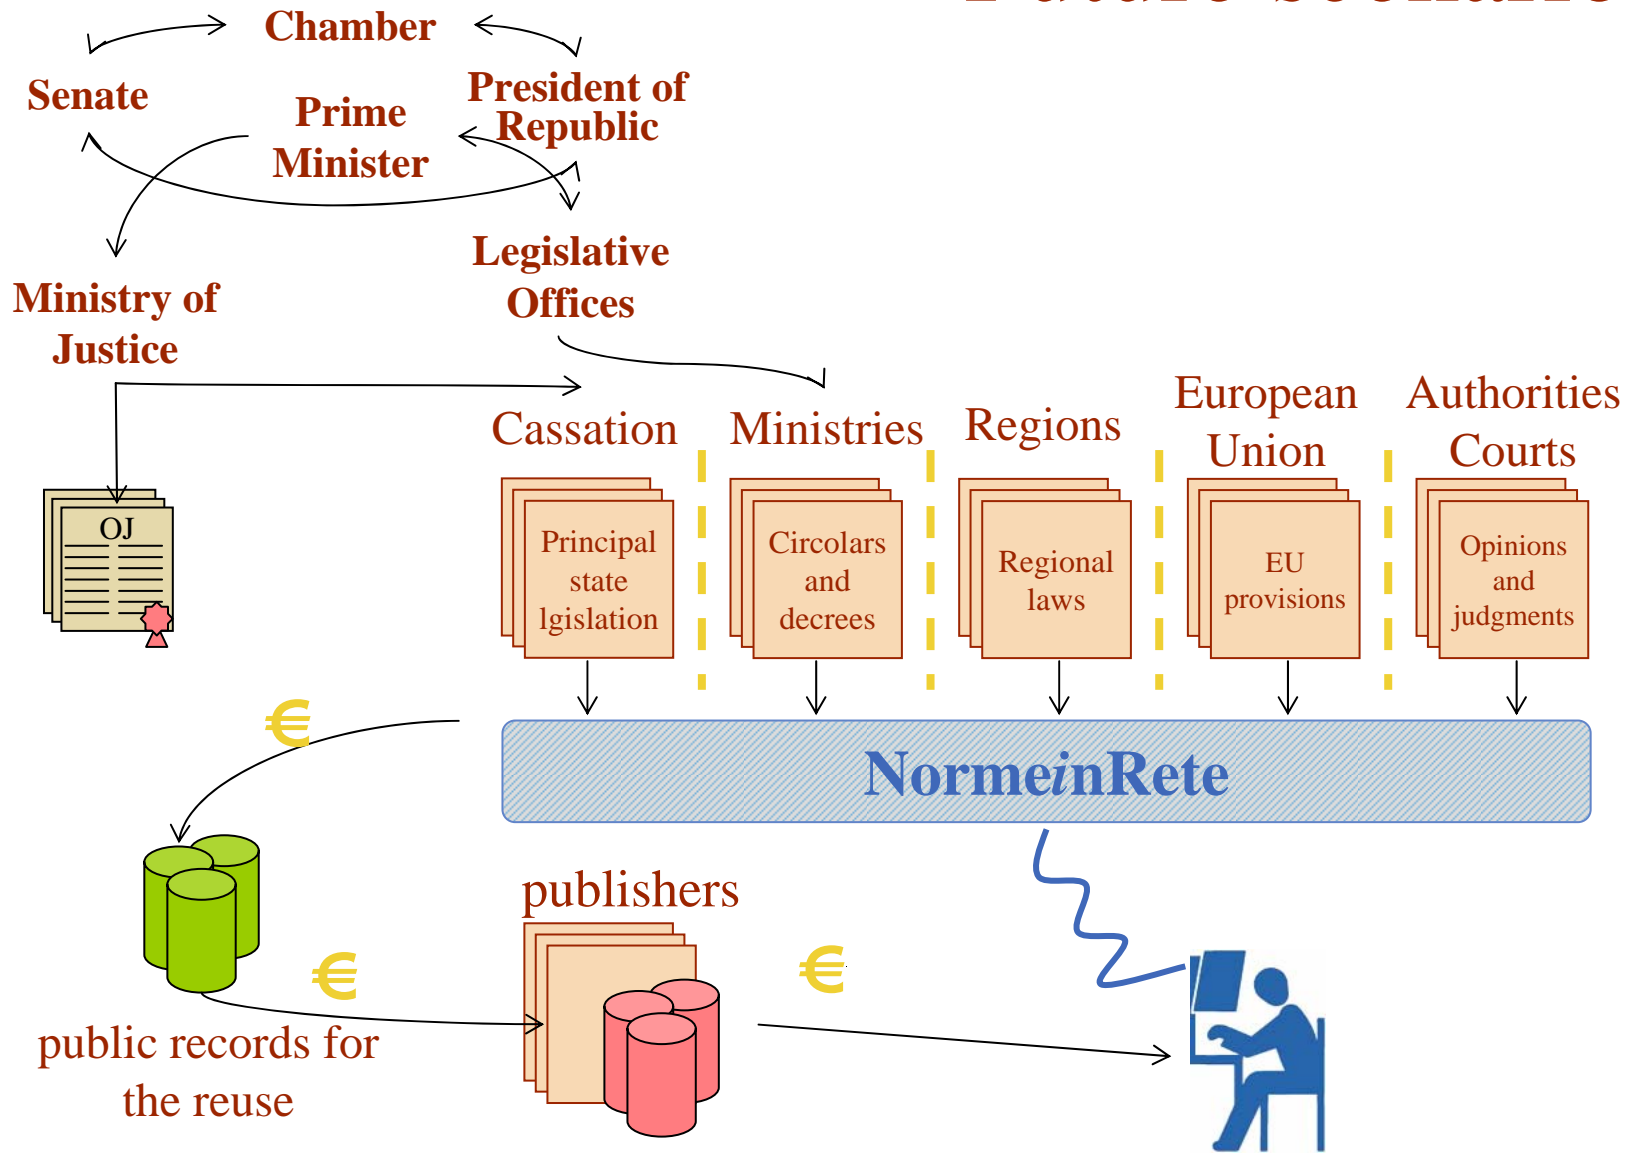 Future scenario
Chamber
Senate
President of
Republic
Prime
Minister
Legislative
Offices
Ministry of
Justice
Cassation
Ministries
Regions
European
Union
Authorities
Courts
OJ
Principal
state
lgislation
Circolars
and
decrees
Regional
laws
EU
provisions
Opinions
and
judgments
€
NormeinRete
publishers
€
€
public records for
the reuse